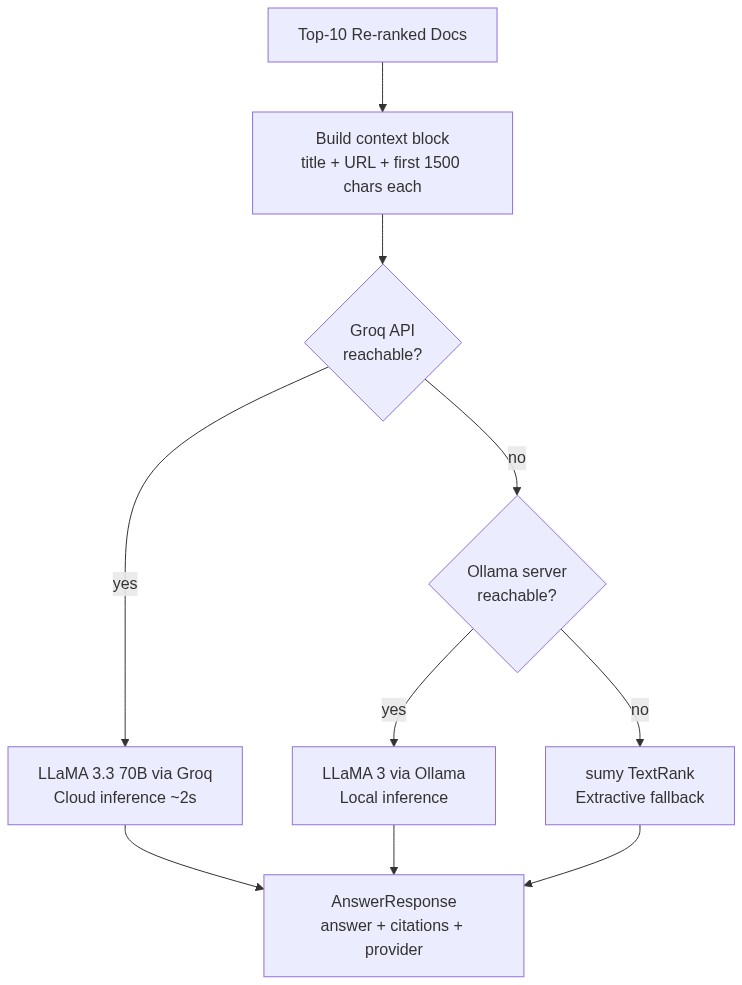 Top-10 Re-ranked Docs
Build context block
title + URL + first 1500
chars each
Groq API
reachable?
no
Ollama server
reachable?
yes
yes
no
LLaMA 3.3 70B via Groq
Cloud inference ~2s
LLaMA 3 via Ollama
Local inference
sumy TextRank
Extractive fallback
AnswerResponse
answer + citations +
provider